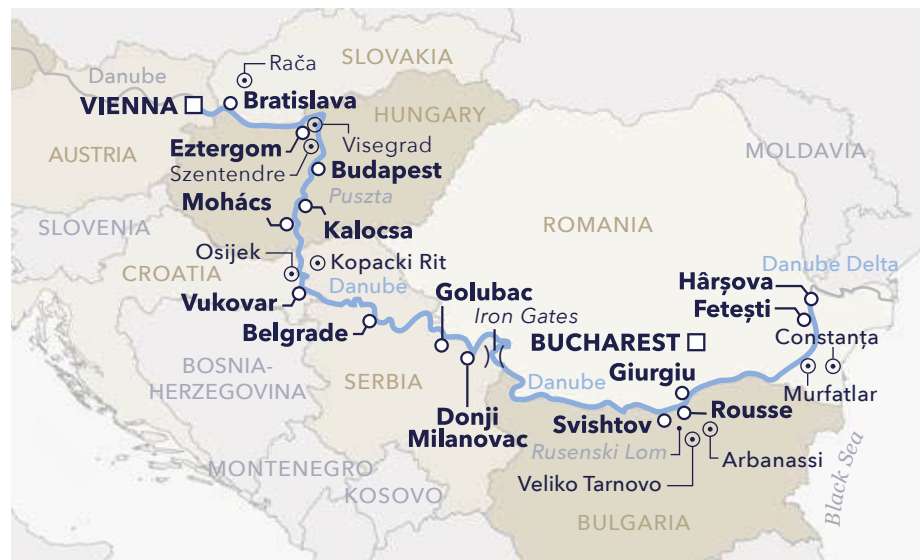 SLOVAKIA
Rača
Danube
VIENNA
Bratislava
HUNGARY
Eztergom
Visegrad
AUSTRIA
Szentendre
Budapest
MOLDAVIA
Puszta
Mohács
SLOVENIA
Kalocsa
ROMANIA
Osijek
Kopacki Rit
CROATIA
Danube
Danube Delta
Hârșova
Vukovar
Golubac
Fetești
Belgrade
Iron Gates
BUCHAREST
Constanța
BOSNIA-
HERZEGOVINA
SERBIA
Danube
Giurgiu
Murfatlar
Donji
Milanovac
Svishtov
Rousse
Rusenski Lom
Arbanassi
MONTENEGRO
Veliko Tarnovo
KOSOVO
Black Sea
BULGARIA